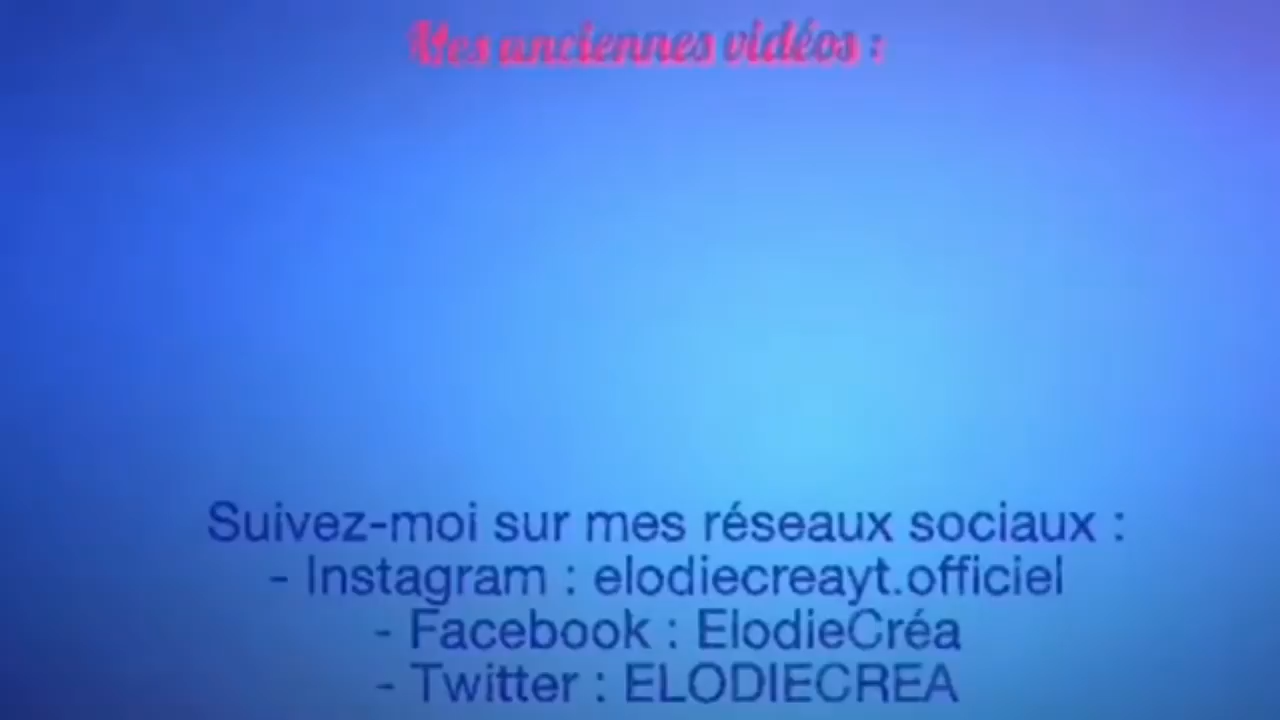 Mes anciennes vidéos :
Suivez-moi sur mes réseaux sociaux :
- Instagram : elodiecreayt.officiel
- Facebook : ElodieCréa
- Twitter : ELODIECREA